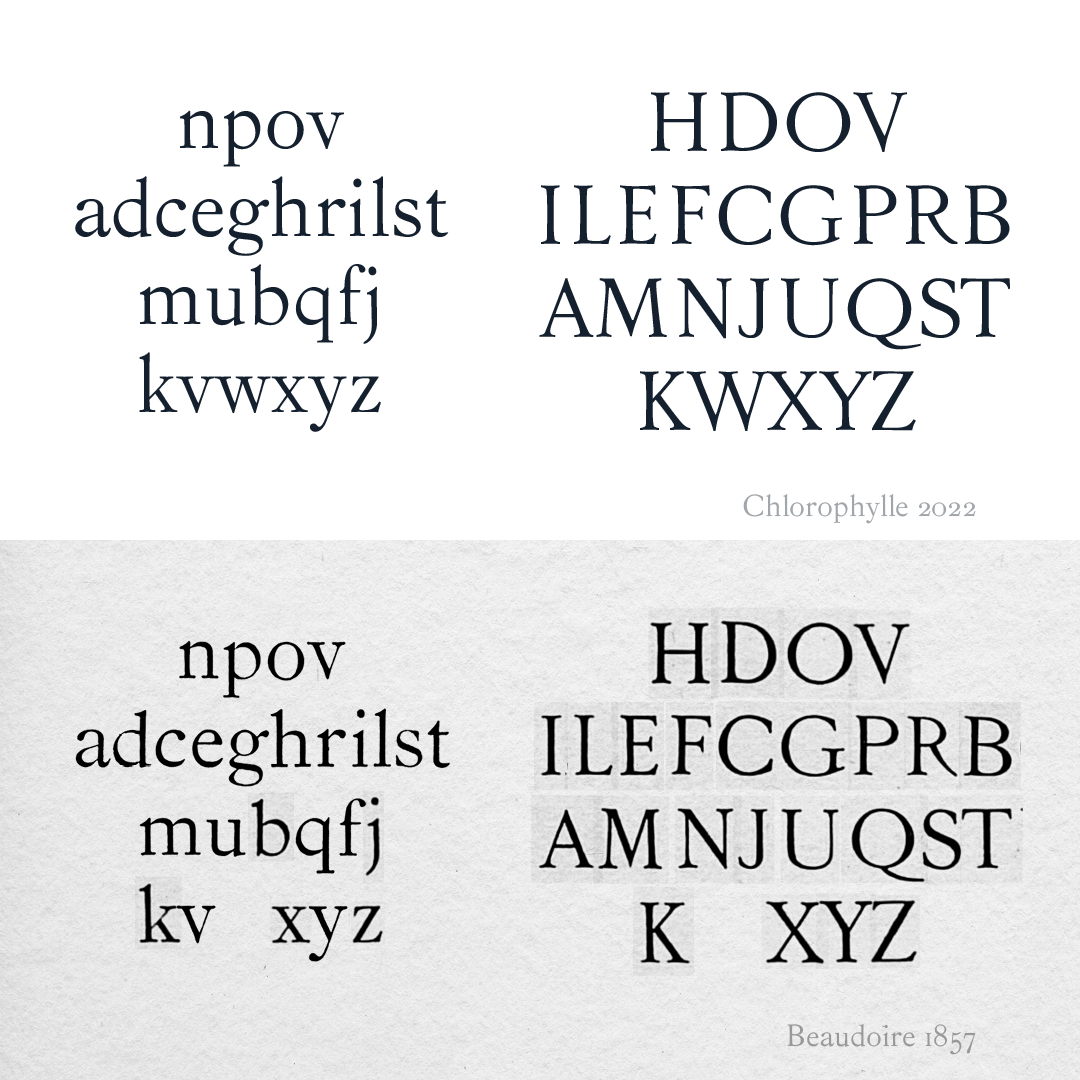 npov
adceghrilst
mubqfj
kvwxyz
HDOV
ILEFCGPRB
AMNJUQST
KWXYZ
Chlorophylle 2022
npov
adceghrilst
mubqfj
kv xyz
HDOV
ILEFCGPRB
AMNJUQST
K XYZ
Beaudoire 1857